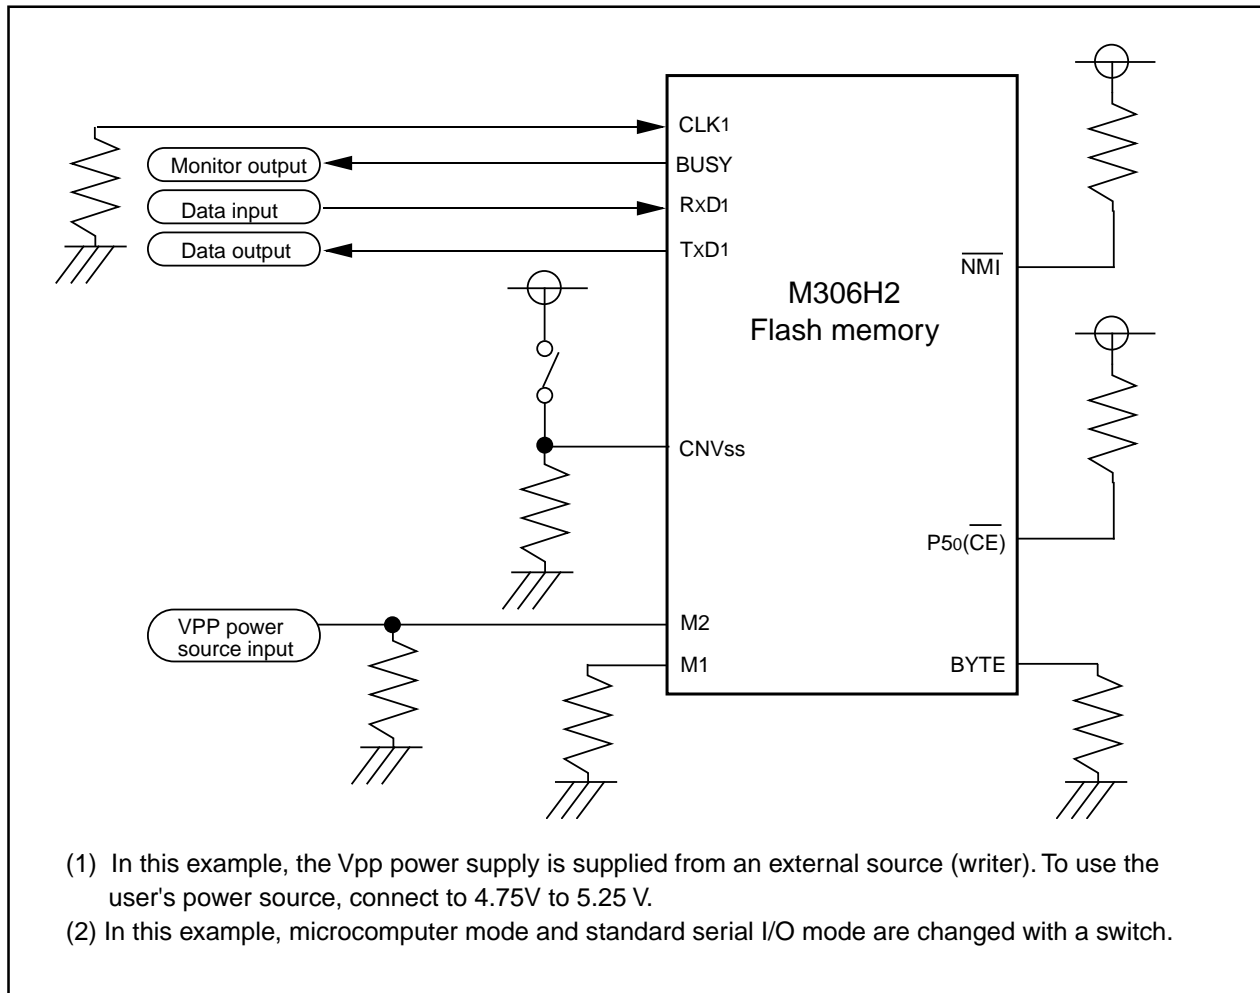 CLK1
Monitor output
BUSY
Data input
RxD1
Data output
TxD1
NMI
M306H2
Flash memory
CNVss
P50(CE)
VPP power
source input
M2
M1
BYTE
(1) In this example, the Vpp power supply is supplied from an external source (writer). To use the
user's power source, connect to 4.75V to 5.25 V.
(2) In this example, microcomputer mode and standard serial I/O mode are changed with a switch.